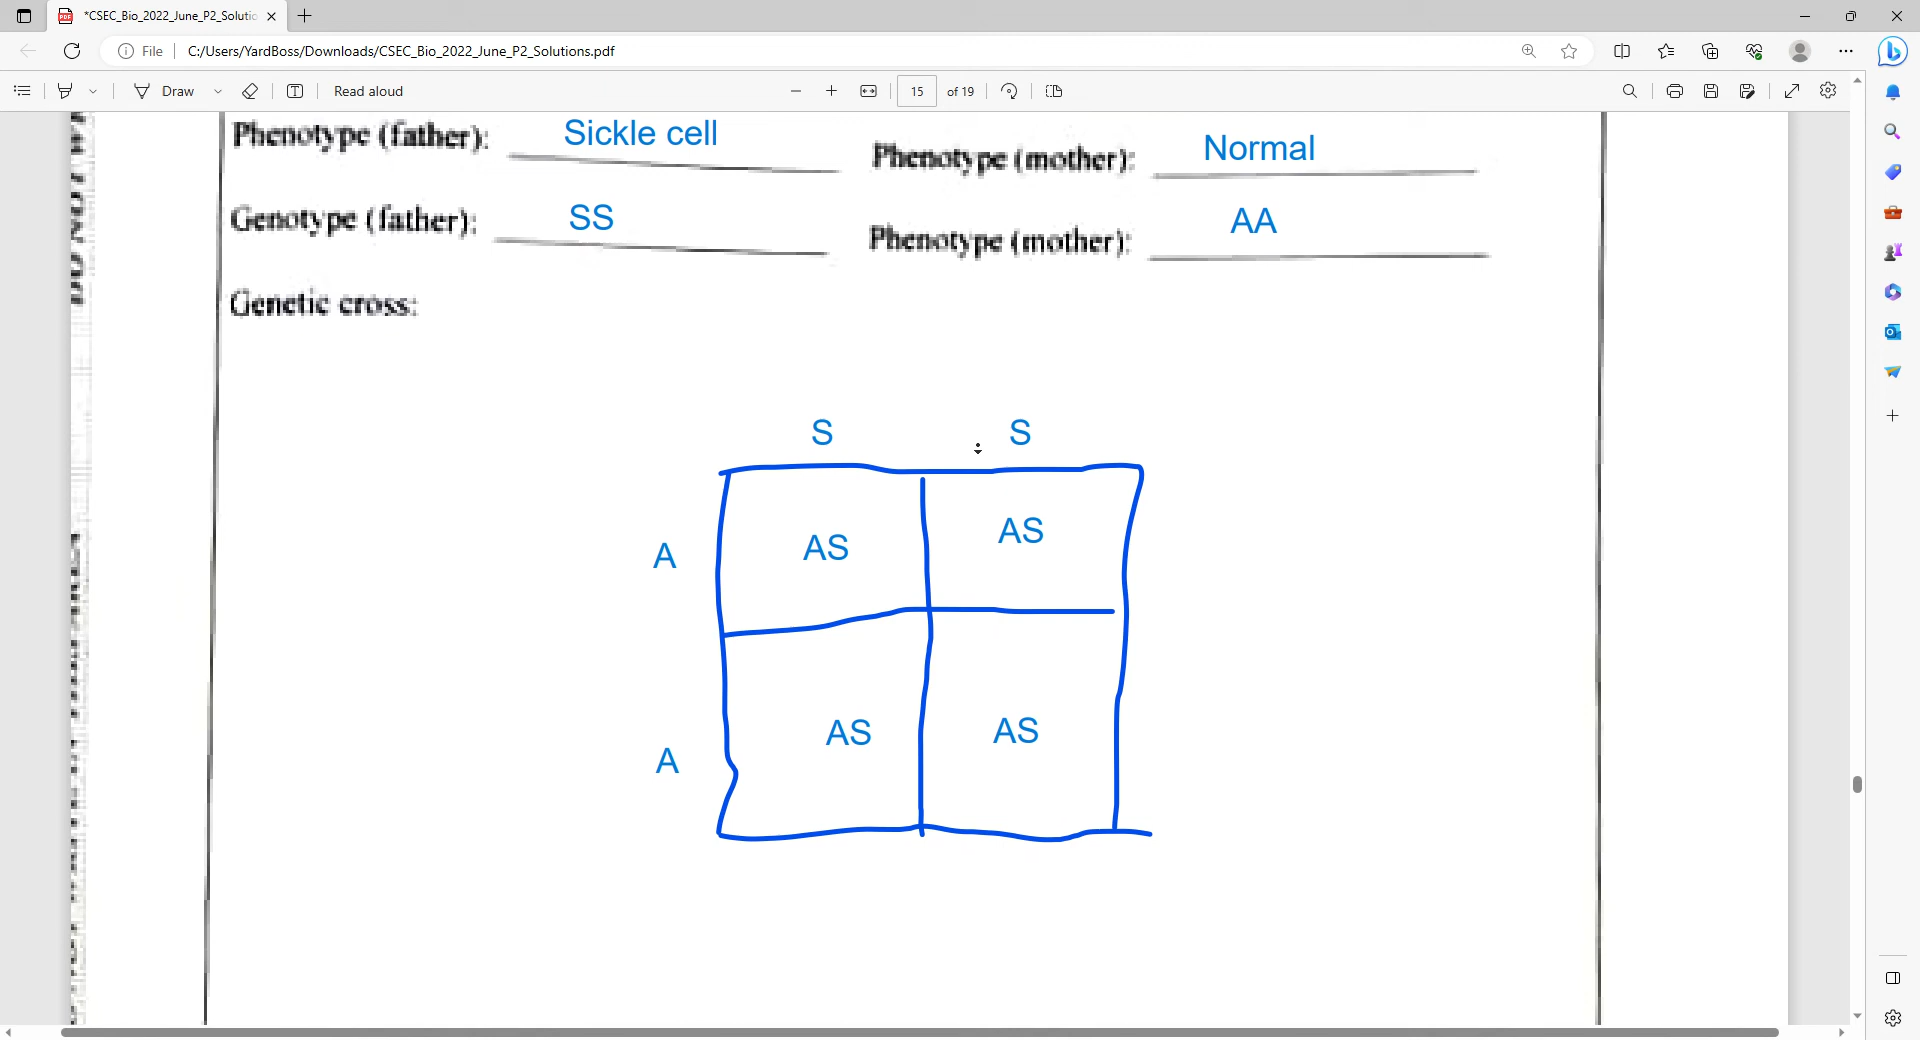 *CSEC_Bio_2022_June_P2_Solutio
File C:/Users/YardBoss/Downloads/CSEC_Bio_2022_June_P2_Solutions.pdf
Draw Read aloud 15 of 19
Phenotype (father): Sickle cell Phenotype (mother): Normal
Genotype (father): SS Phenotype (mother): AA
Genetic cross:
S S
A AS AS
A AS AS